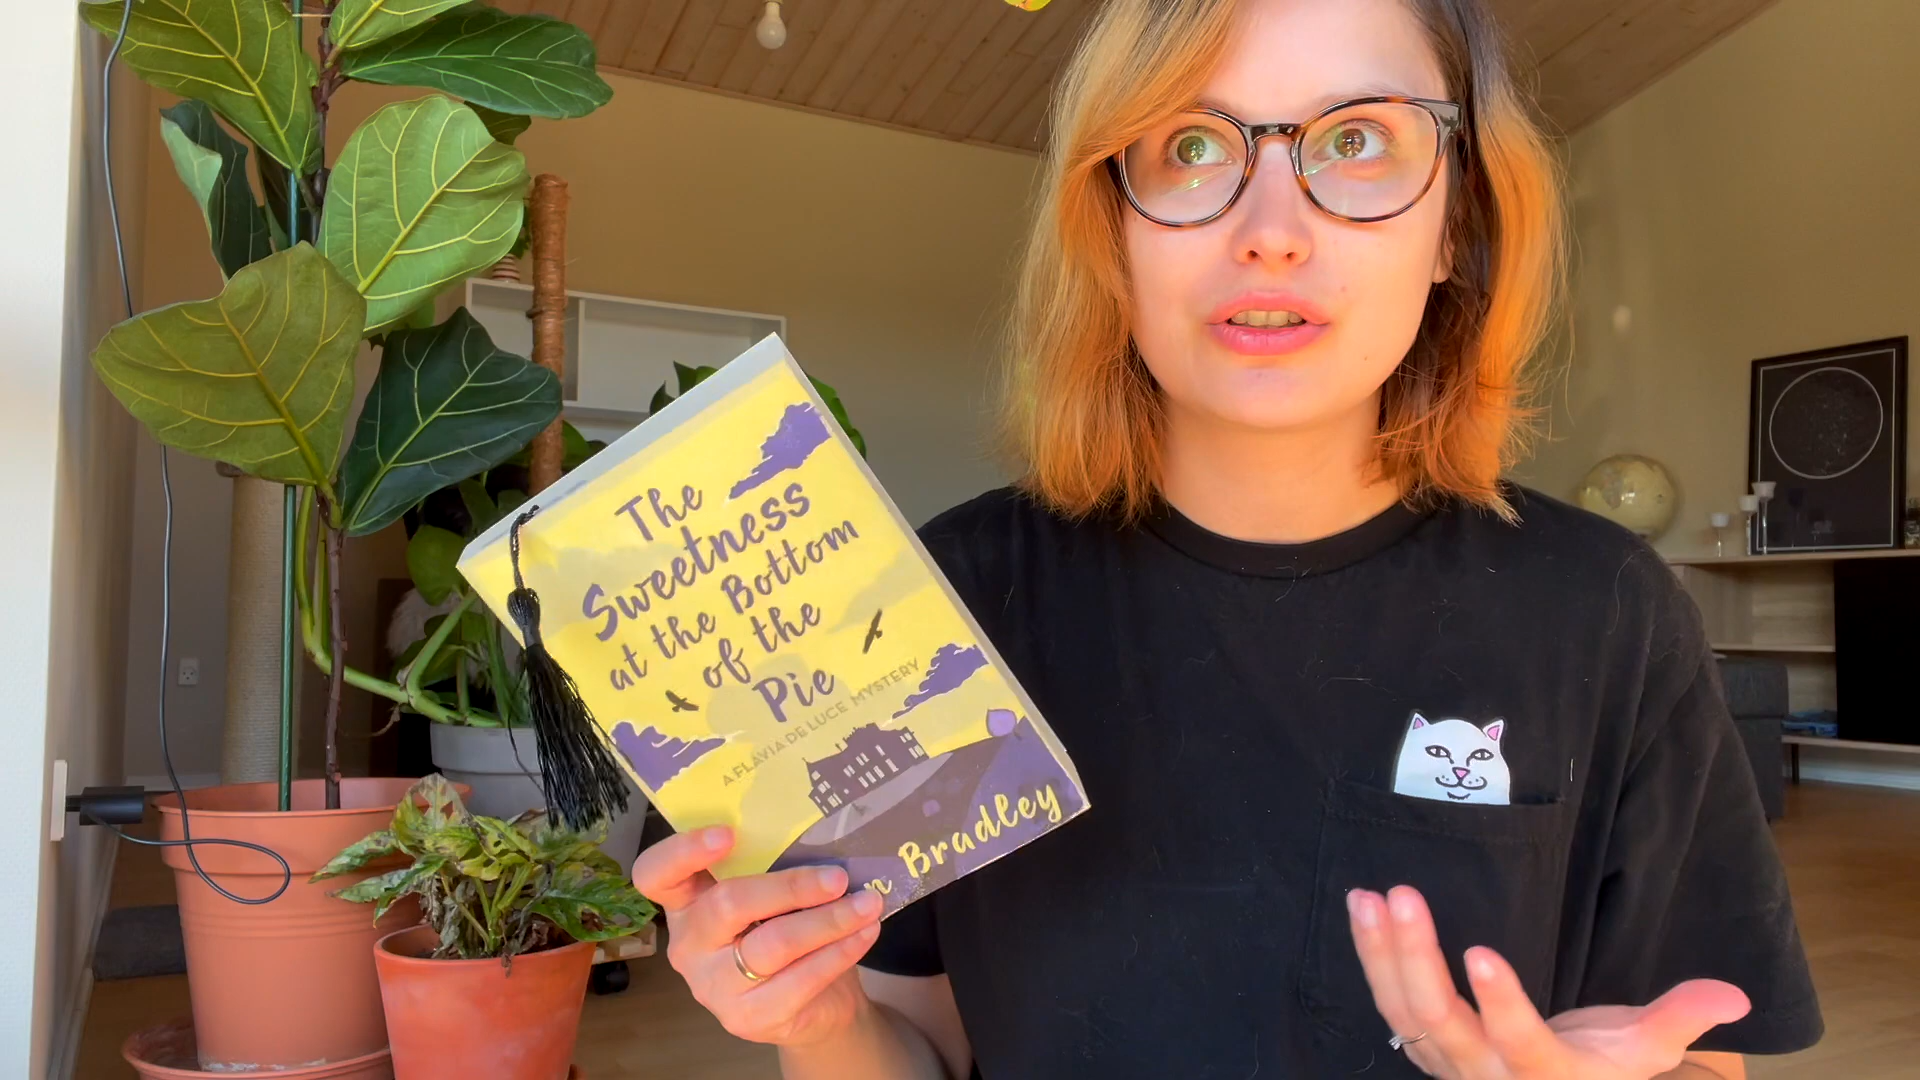 The
Sweetness
at the Bottom
of the
Pie
A FLAVIA DE LUCE MYSTERY
n Bradley